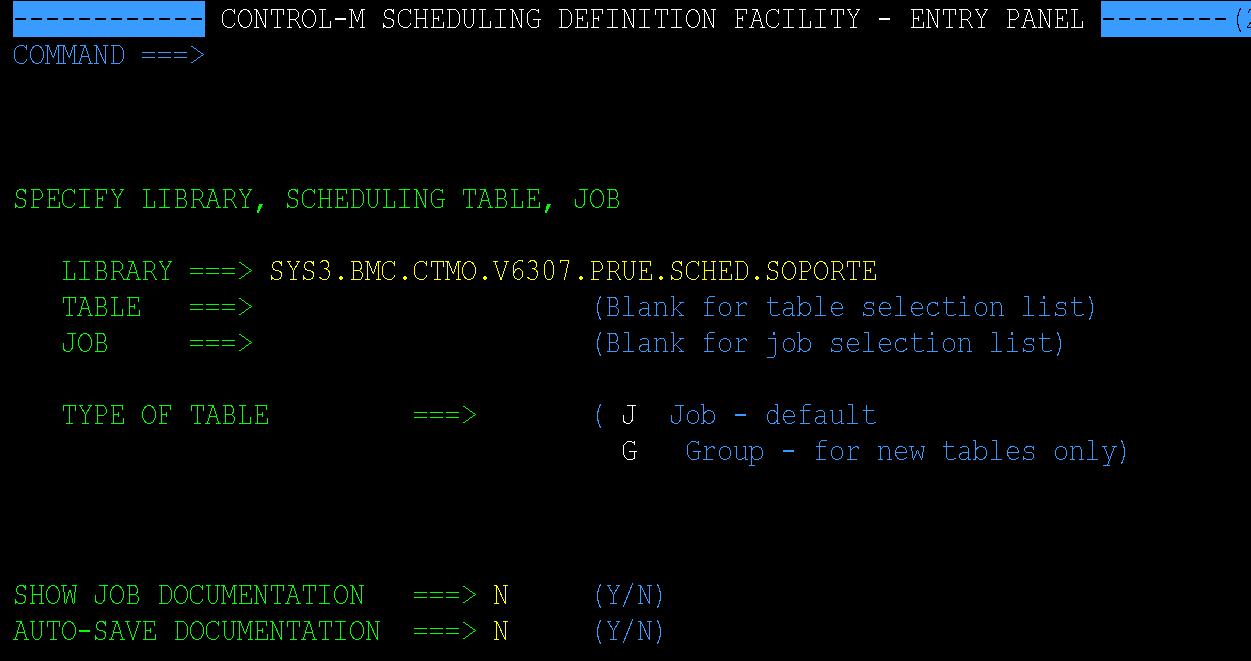 ------------ CONTROL-M SCHEDULING DEFINITION FACILITY - ENTRY PANEL --------(2
COMMAND ===>
SPECIFY LIBRARY, SCHEDULING TABLE, JOB
LIBRARY ===> SYS3.BMC.CTMO.V6307.PRUE.SCHED.SOPORTE
TABLE ===> (Blank for table selection list)
JOB ===> (Blank for job selection list)
TYPE OF TABLE ===> ( J Job - default
G Group - for new tables only)
SHOW JOB DOCUMENTATION ===> N (Y/N)
AUTO-SAVE DOCUMENTATION ===> N (Y/N)